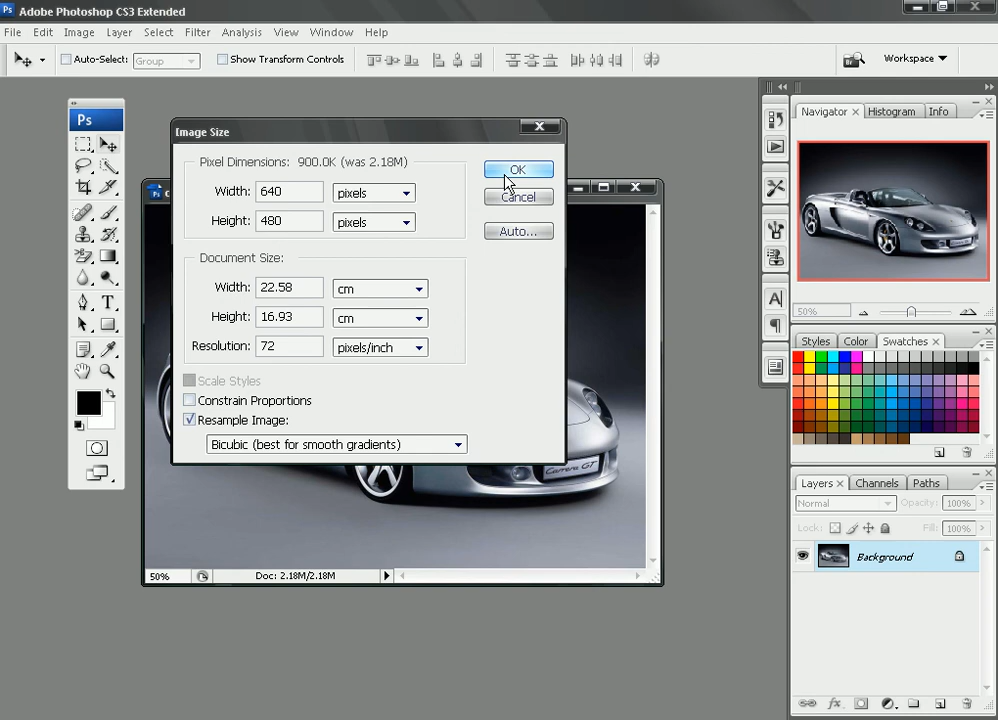 Ps Adobe Photoshop CS3 Extended
File Edit Image Layer Select Filter Analysis View Window Help
Auto-Select: Group Show Transform Controls Workspace
Ps
Image Size
Pixel Dimensions: 900.0K (was 2.18M)
Width: 640 pixels
Height: 480 pixels
Document Size:
Width: 22.58 cm
Height: 16.93 cm
Resolution: 72 pixels/inch
Scale Styles
Constrain Proportions
Resample Image:
Bicubic (best for smooth gradients)
OK
Cancel
Auto...
Carrera GT
50% Doc: 2.18M/2.18M
Navigator Histogram Info
50%
Styles Color Swatches
Layers Channels Paths
Normal Opacity: 100%
Lock: Fill: 100%
Background